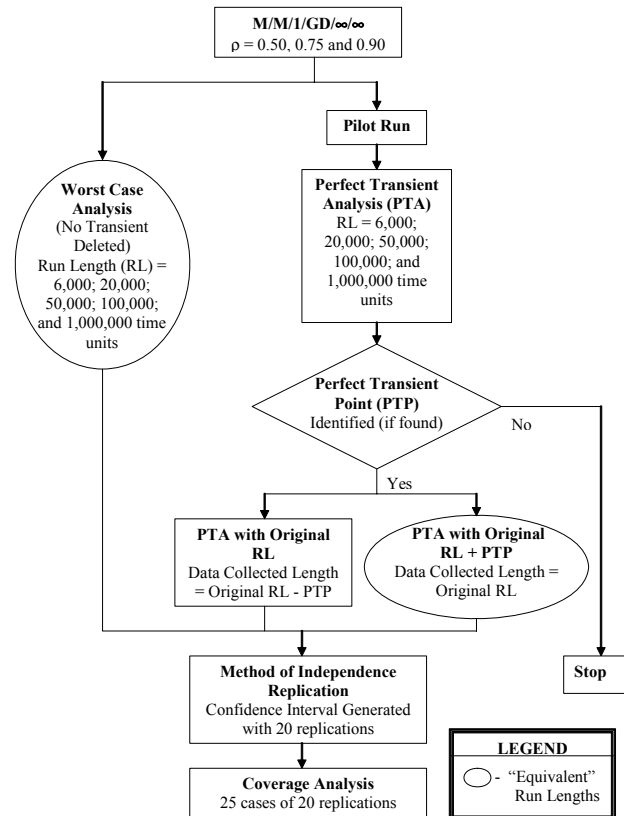 M/M/1/GD/∞/∞
ρ = 0.50, 0.75 and 0.90
Pilot Run
Worst Case
Analysis
(No Transient
Deleted)
Run Length (RL) =
6,000; 20,000;
50,000; 100,000;
and 1,000,000 time
units
Perfect Transient
Analysis (PTA)
RL = 6,000;
20,000; 50,000;
100,000; and
1,000,000 time
units
Perfect Transient
Point (PTP)
Identified (if found)
No
Yes
PTA with Original
RL
Data Collected Length
= Original RL - PTP
PTA with Original
RL + PTP
Data Collected Length =
Original RL
Method of Independence
Replication
Confidence Interval Generated
with 20 replications
Stop
Coverage Analysis
25 cases of 20 replications
LEGEND
- “Equivalent”
Run Lengths